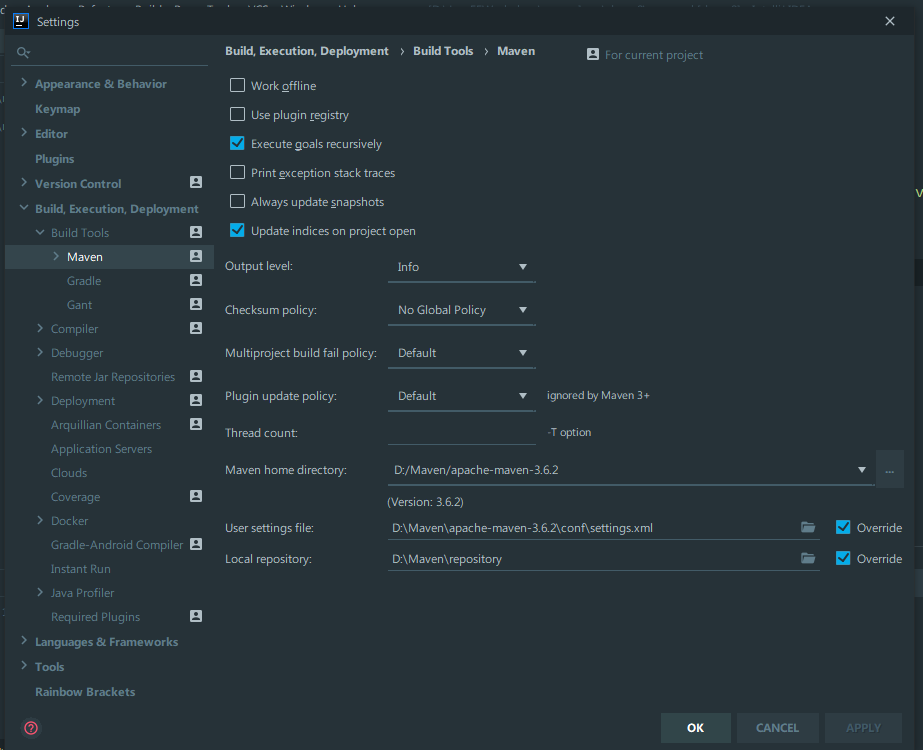 IJ Settings
Build, Execution, Deployment › Build Tools › Maven
For current project
Appearance & Behavior
Keymap
Editor
Plugins
Version Control
Build, Execution, Deployment
Build Tools
Maven
Gradle
Gant
Compiler
Debugger
Remote Jar Repositories
Deployment
Arquillian Containers
Application Servers
Clouds
Coverage
Docker
Gradle-Android Compiler
Instant Run
Java Profiler
Required Plugins
Languages & Frameworks
Tools
Rainbow Brackets
Work offline
Use plugin registry
Execute goals recursively
Print exception stack traces
Always update snapshots
Update indices on project open
Output level: Info
Checksum policy: No Global Policy
Multiproject build fail policy: Default
Plugin update policy: Default ignored by Maven 3+
Thread count: -T option
Maven home directory: D:/Maven/apache-maven-3.6.2 ...
(Version: 3.6.2)
User settings file: D:\Maven\apache-maven-3.6.2\conf\settings.xml Override
Local repository: D:\Maven\repository Override
? OK CANCEL APPLY